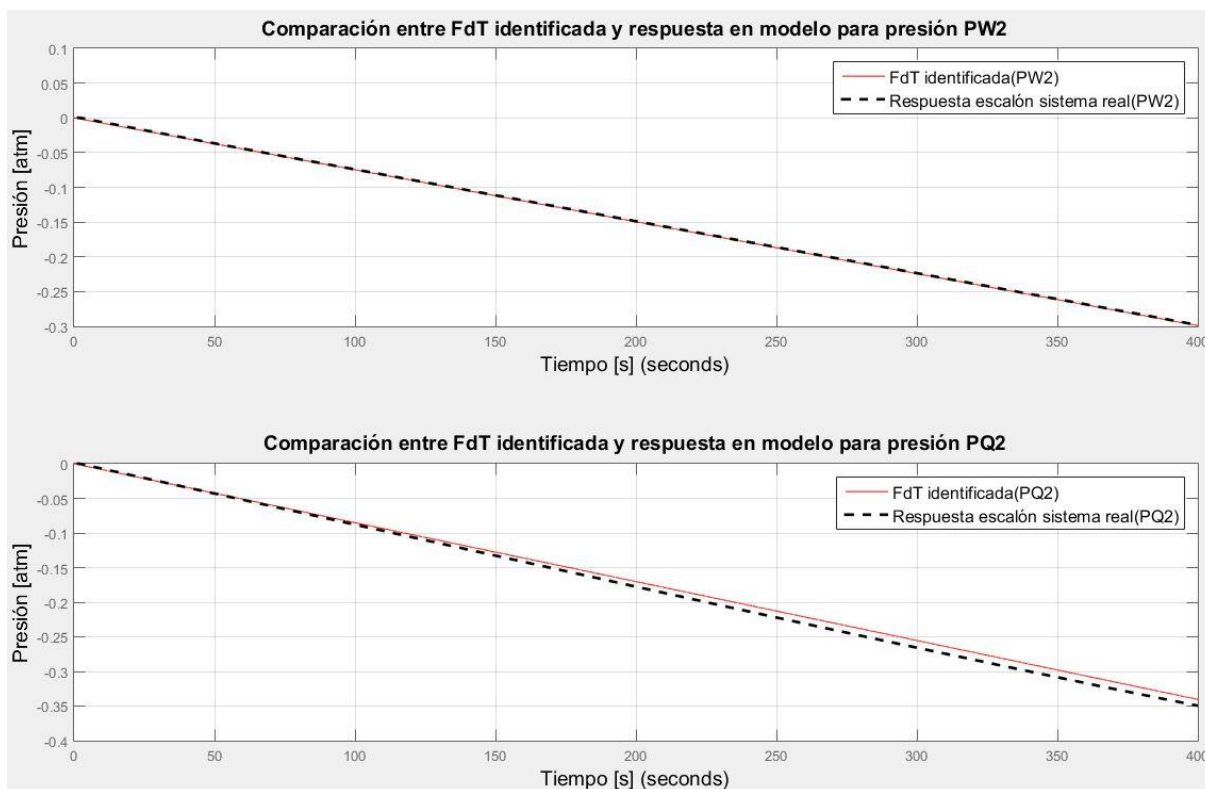 Comparación entre FdT identificada y respuesta en modelo para presión PW2
FdT identificada(PW2)
Respuesta escalón sistema real(PW2)
Presión [atm]
0.1
0.05
0
-0.05
-0.1
-0.15
-0.2
-0.25
-0.3
0 50 100 150 200 250 300 350 400
Tiempo [s] (seconds)
Comparación entre FdT identificada y respuesta en modelo para presión PQ2
FdT identificada(PQ2)
Respuesta escalón sistema real(PQ2)
Presión [atm]
0
-0.05
-0.1
-0.15
-0.2
-0.25
-0.3
-0.35
-0.4
0 50 100 150 200 250 300 350 400
Tiempo [s] (seconds)